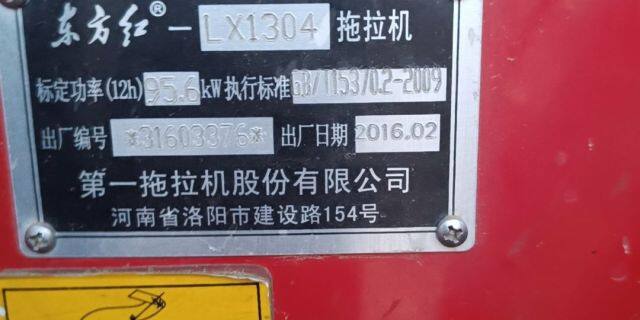 东方红®-LX1304 拖拉机
标定功率(12h) 95.6 kW 执行标准 GB/T15370.2-2009
出厂编号 *31603376* 出厂日期 2016.02
第一拖拉机股份有限公司
河南省洛阳市建设路154号